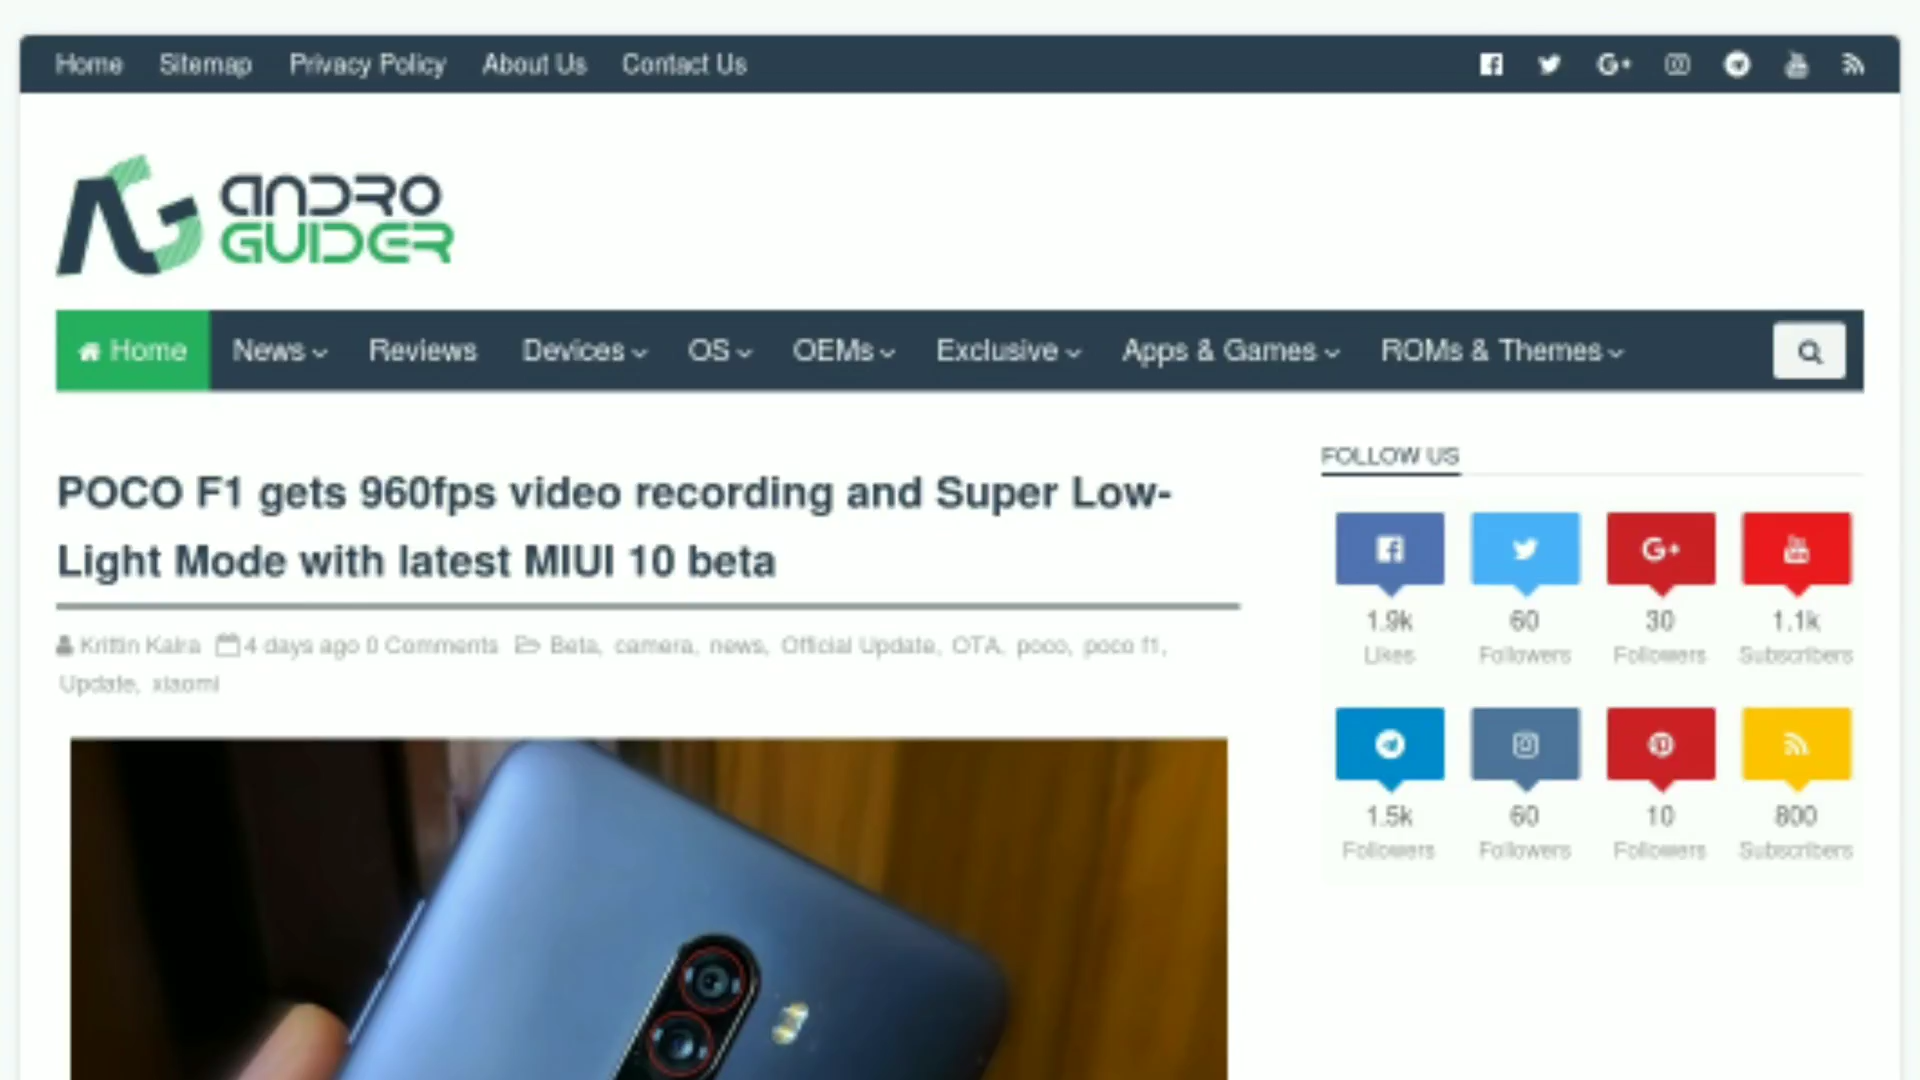 Home Sitemap Privacy Policy About Us Contact Us
ANDRO
GUIDER
Home News Reviews Devices OS OEMs Exclusive Apps & Games ROMs & Themes
POCO F1 gets 960fps video recording and Super Low-
Light Mode with latest MIUI 10 beta
Krittin Kalra 4 days ago 0 Comments Beta, camera, news, Official Update, OTA, poco, poco f1,
Update, xiaomi
FOLLOW US
1.9k 60 30 1.1k
Likes Followers Followers Subscribers
1.5k 60 10 800
Followers Followers Followers Subscribers